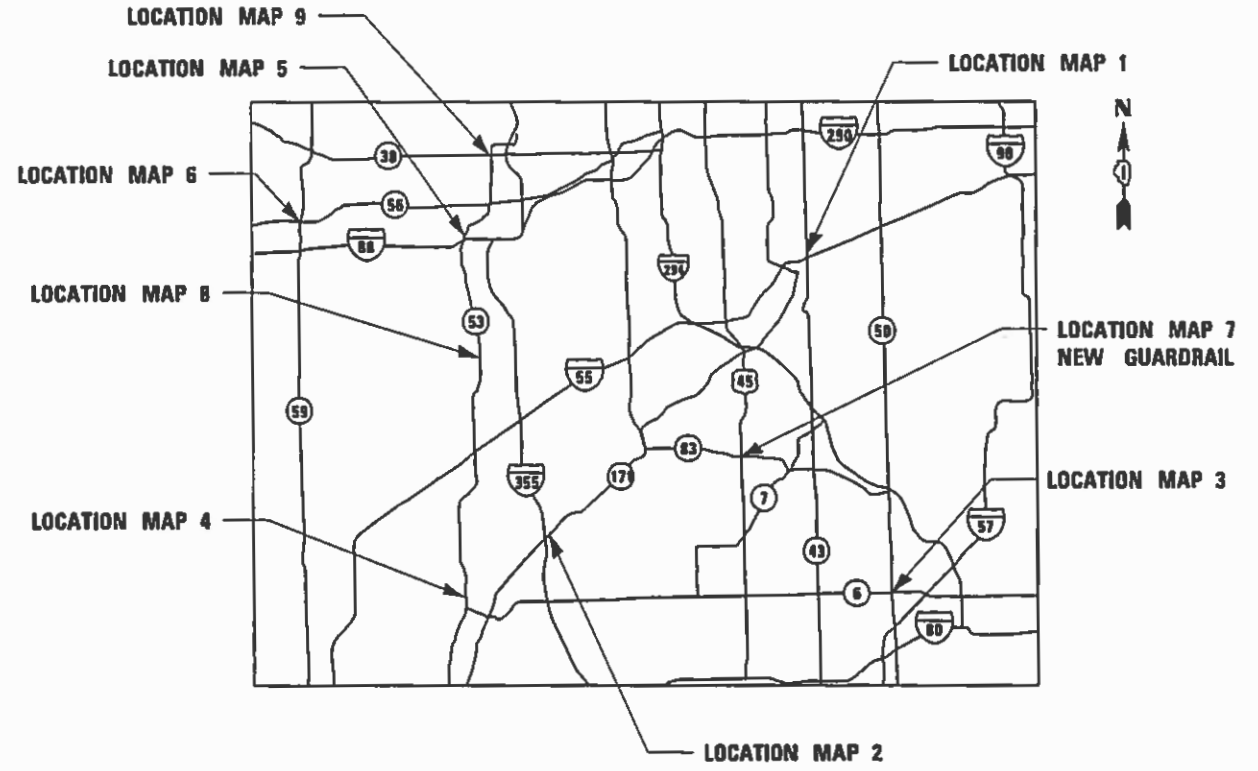 LOCATION MAP 9
LOCATION MAP 5
LOCATION MAP 1
N
290
90
38
LOCATION MAP 6
56
I
88
294
LOCATION MAP 8
53
50
LOCATION MAP 7
NEW GUARDRAIL
55
45
59
83
171
355
LOCATION MAP 3
7
LOCATION MAP 4
57
43
6
80
LOCATION MAP 2